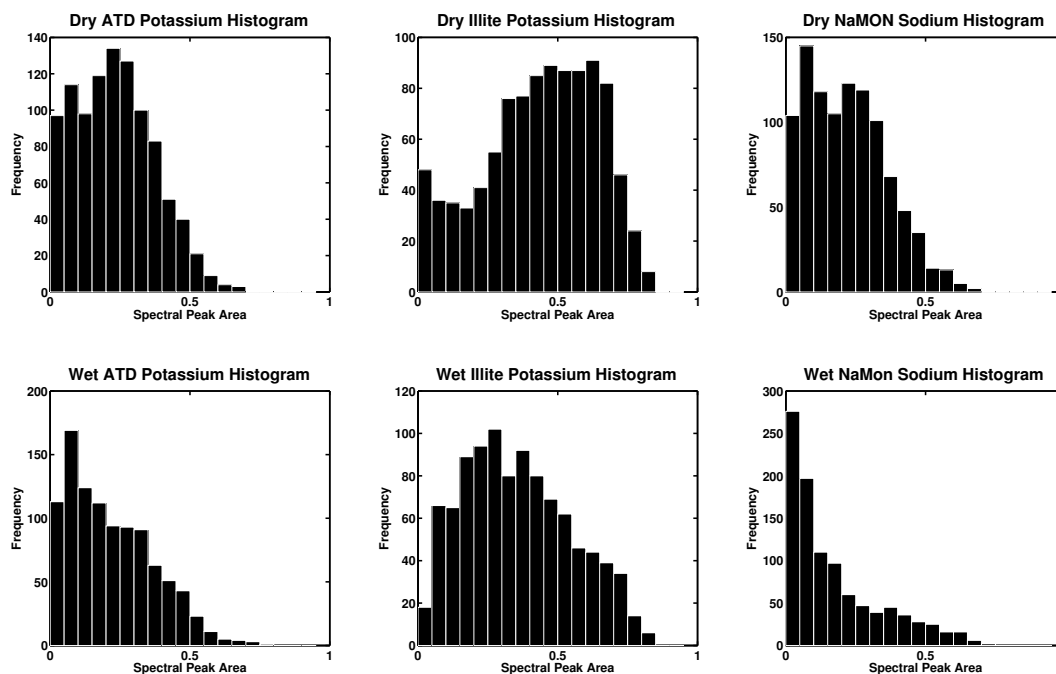 Dry ATD Potassium Histogram
140
120
100
80
60
40
20
0
0
0.5
1
Frequency
Spectral Peak Area
Dry Illite Potassium Histogram
100
80
60
40
20
0
0
0.5
1
Frequency
Spectral Peak Area
Dry NaMON Sodium Histogram
150
100
50
0
0
0.5
Frequency
Spectral Peak Area
Wet ATD Potassium Histogram
200
150
100
50
0
0
0.5
1
Frequency
Spectral Peak Area
Wet Illite Potassium Histogram
120
100
80
60
40
20
0
0
0.5
1
Frequency
Spectral Peak Area
Wet NaMon Sodium Histogram
300
250
200
150
100
50
0
0
0.5
Frequency
Spectral Peak Area